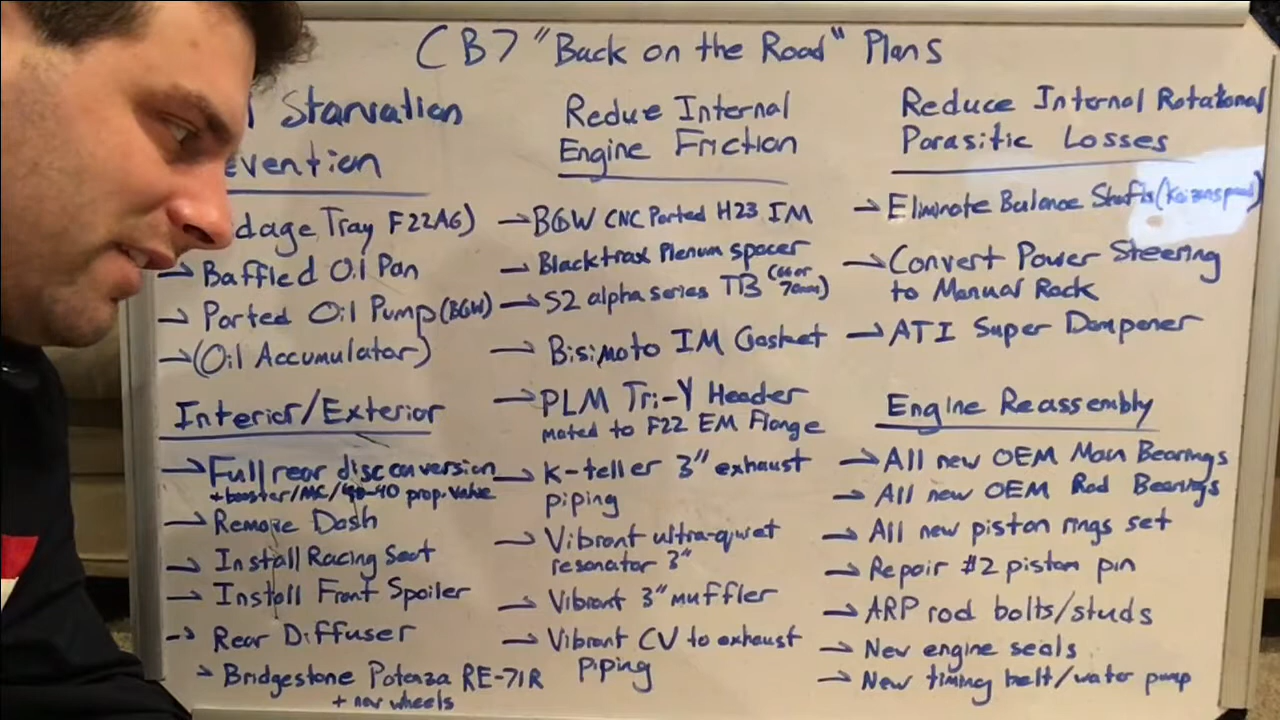 CB7 "Back on the Road" Plans
Starvation
evention
dage Tray F22A6)
→ Baffled Oil Pan
→ Ported Oil Pump (BGW)
→ (Oil Accumulator)
Interior/Exterior
→ Full rear disc conversion
+ booster/MC/40-40 prop. valve
→ Remove Dash
→ Install Racing Seat
→ Install Front Spoiler
→ Rear Diffuser
→ Bridgestone Potenza RE-71R
+ new wheels
Redue Internal
Engine Friction
→ BGW CNC Ported H23 IM
→ Blacktrax Plenum spacer
→ S2 alpha series TB (68 or
70mm)
→ Bisimoto IM Gasket
→ PLM Tri-Y Header
mated to F22 EM Flange
→ K-teller 3" exhaust
piping
→ Vibrant ultra-quiet
resonator 3"
→ Vibrant 3" muffler
→ Vibrant CV to exhaust
piping
Reduce Internal Rotational
Parasitic Losses
→ Eliminate Balance Shafts (Kaizenspeed)
→ Convert Power Steering
to Manual Rack
→ ATI Super Dampener
Engine Reassembly
→ All new OEM Main Bearings
→ All new OEM Rod Bearings
→ All new piston rings set
→ Repair #2 piston pin
→ ARP rod bolts/studs
→ New engine seals
→ New timing belt/water pump